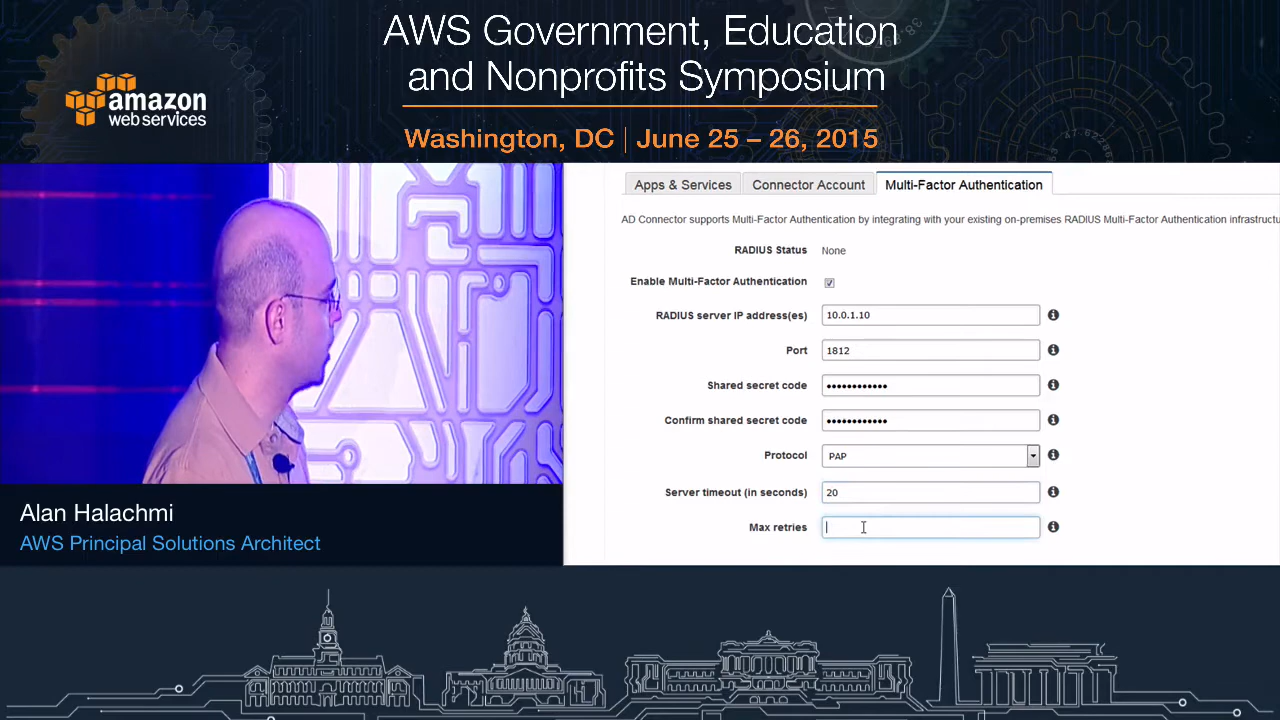 AWS Government, Education
and Nonprofits Symposium
amazon
web services
Washington, DC | June 25 – 26, 2015
Apps & Services
Connector Account
Multi-Factor Authentication
AD Connector supports Multi-Factor Authentication by integrating with your existing on-premises RADIUS Multi-Factor Authentication infrastructu
RADIUS Status None
Enable Multi-Factor Authentication
RADIUS server IP address(es) 10.0.1.10
Port 1812
Shared secret code ••••••••••••
Confirm shared secret code ••••••••••••
Protocol PAP
Server timeout (in seconds) 20
Max retries
Alan Halachmi
AWS Principal Solutions Architect